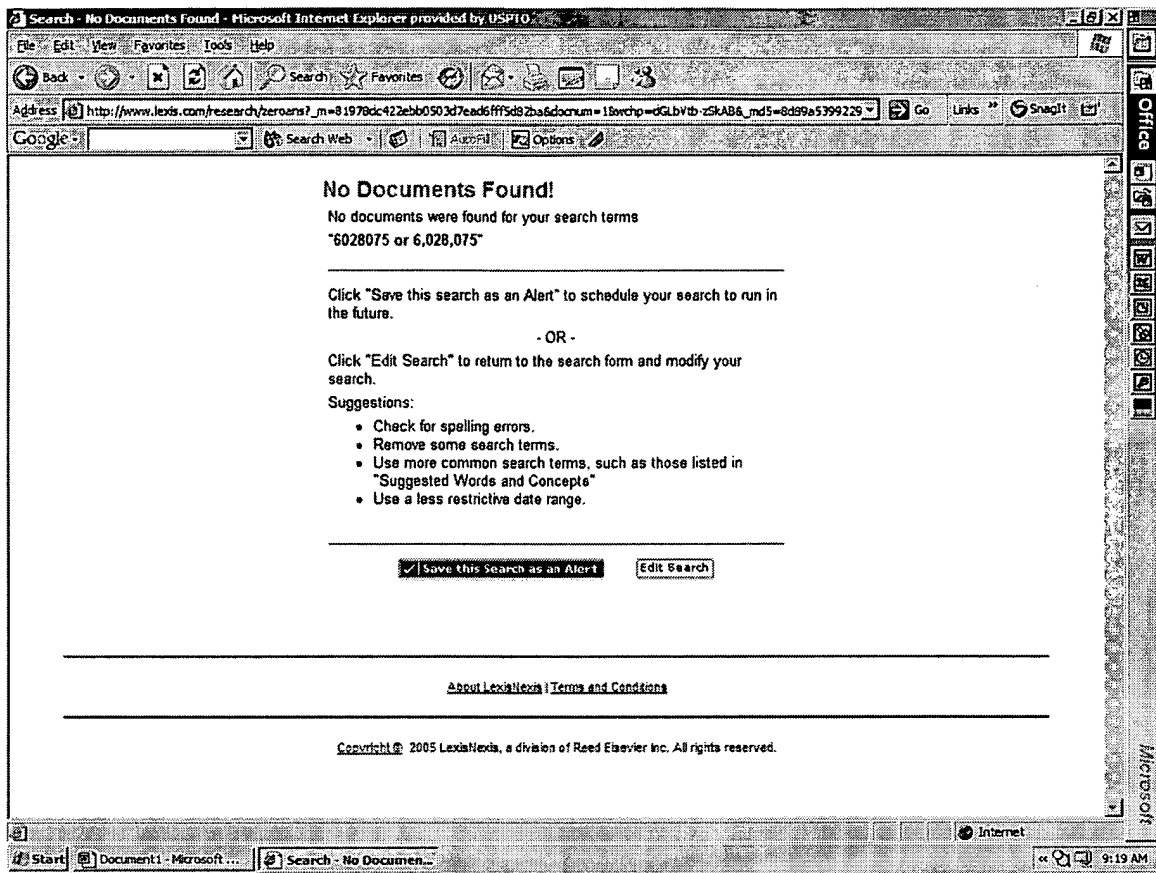 Search - No Documents Found - Microsoft Internet Explorer provided by USPTO
File Edit View Favorites Tools Help
Back Search Favorites
Address http://www.lexis.com/research/zeroans?_m=81978dc422ebb0503d7ead6fff5d82ba&docnum=1&wchp=dGLbVtb-zSkAB&_md5=8d99a5399229 Go Links » SnagIt
Google Search Web AutoFill Options
Office
No Documents Found!
No documents were found for your search terms
"6028075 or 6,028,075"
Click "Save this search as an Alert" to schedule your search to run in
the future.
- OR -
Click "Edit Search" to return to the search form and modify your
search.
Suggestions:
• Check for spelling errors.
• Remove some search terms.
• Use more common search terms, such as those listed in
"Suggested Words and Concepts"
• Use a less restrictive date range.
Save this Search as an Alert Edit Search
About LexisNexis | Terms and Conditions
Copyright © 2005 LexisNexis, a division of Reed Elsevier Inc. All rights reserved.
Microsoft
Internet
Start Document1 - Microsoft ... Search - No Documen... « 9:19 AM